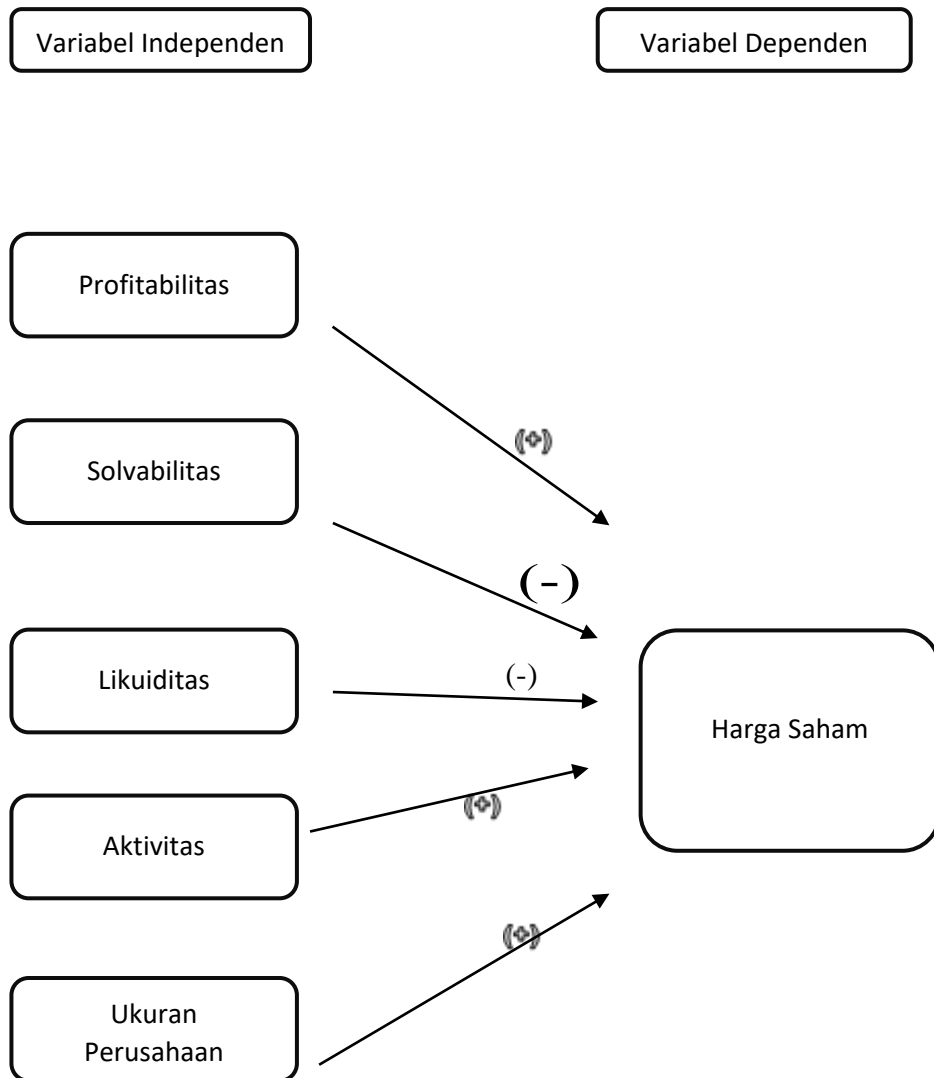 Variabel Independen
Variabel Dependen
Profitabilitas
(+)
Solvabilitas
(-)
Likuiditas
(-)
Harga Saham
Aktivitas
(+)
(+)
Ukuran
Perusahaan